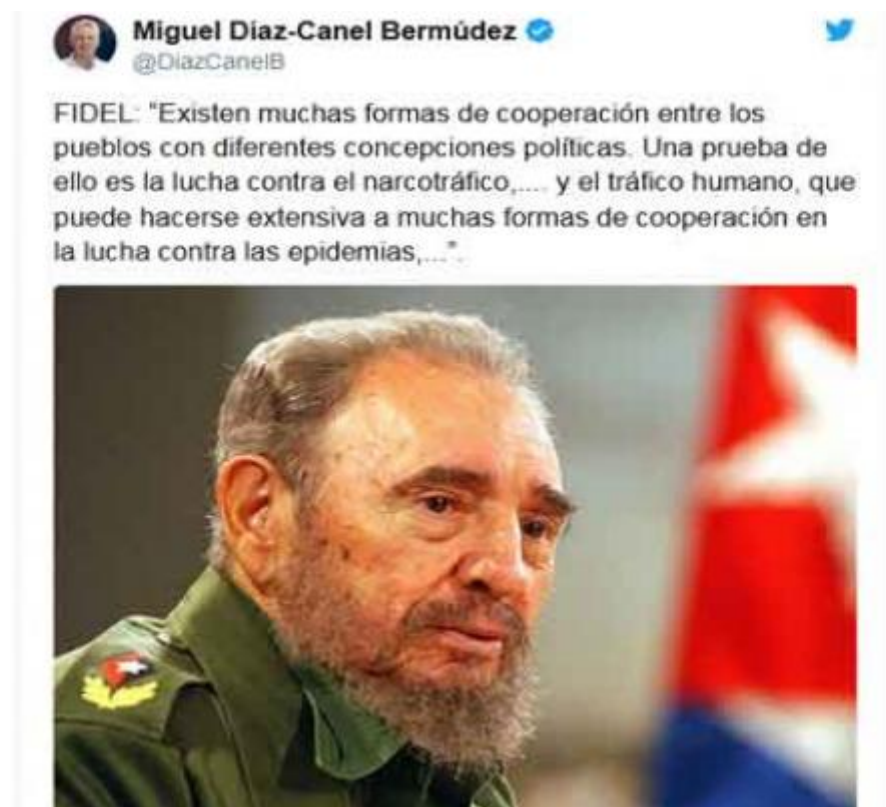 Miguel Díaz-Canel Bermúdez
@DiazCanelB
FIDEL: "Existen muchas formas de cooperación entre los
pueblos con diferentes concepciones políticas. Una prueba de
ello es la lucha contra el narcotráfico,.... y el tráfico humano, que
puede hacerse extensiva a muchas formas de cooperación en
la lucha contra las epidemias,...".